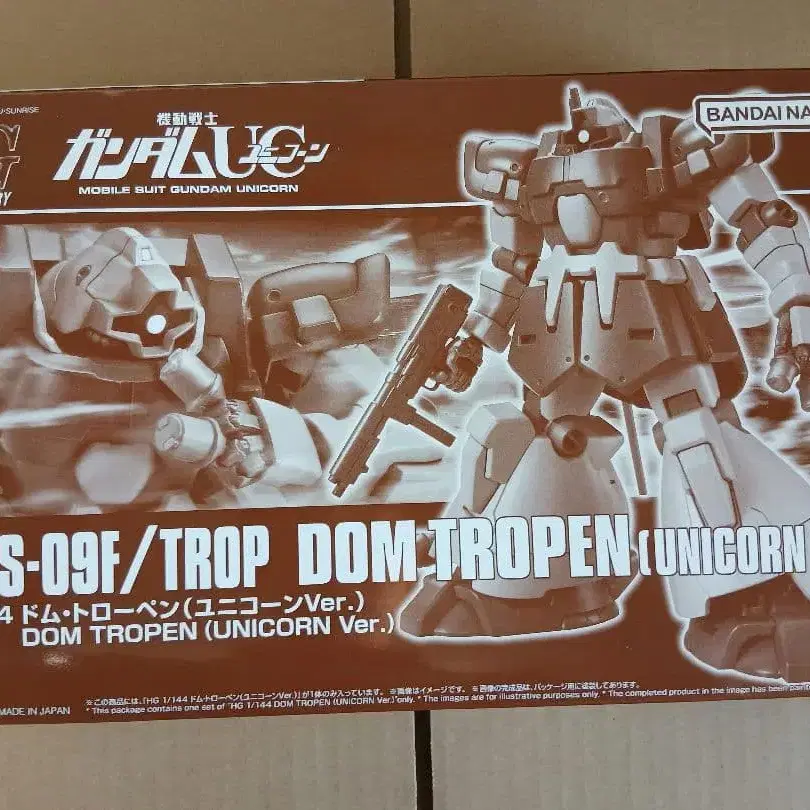 J・SUNRISE
機動戦士
ガンダムUC
ユニコーン
MOBILE SUIT GUNDAM UNICORN
BANDAI NA
G
RY
S-09F/TROP DOM TROPEN (UNICORN
4 ドム・トローペン(ユニコーンVer.)
DOM TROPEN (UNICORN Ver.)
※この商品には、「HG 1/144 ドム・トローペン(ユニコーンVer.)」が1体のみ入っています。 ※画像はイメージです。 ※画像の完成品は、パッケージ用に塗装してあります。
* This package contains one set of "HG 1/144 DOM TROPEN (UNICORN Ver.)" only. * The images are for illustrative purposes only. * The completed product in the image has been pain
MADE IN JAPAN